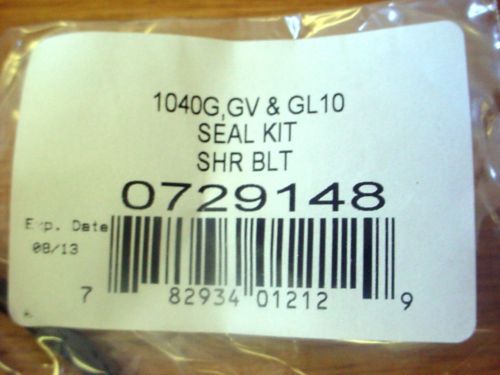 1040G,GV & GL10
SEAL KIT
SHR BLT
0729148
Exp. Date
08/13
7 82934 01212 9